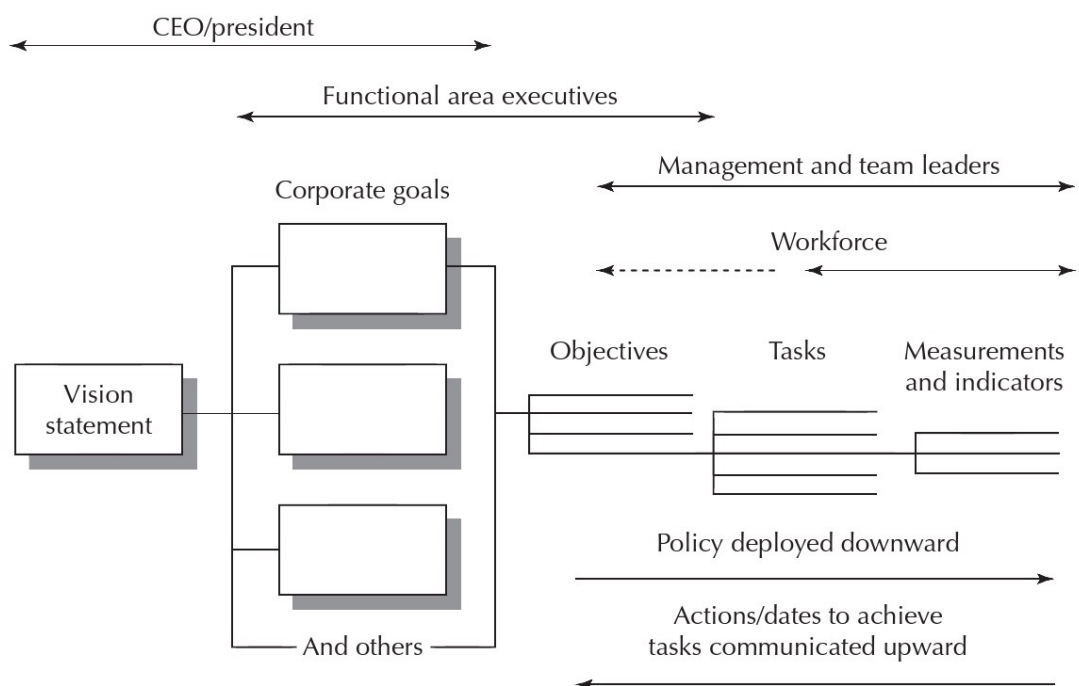 CEO/president
Functional area executives
Management and team leaders
Corporate goals
Workforce
Objectives
Tasks
Measurements
and indicators
Vision
statement
Policy deployed downward
Actions/dates to achieve
tasks communicated upward
And others